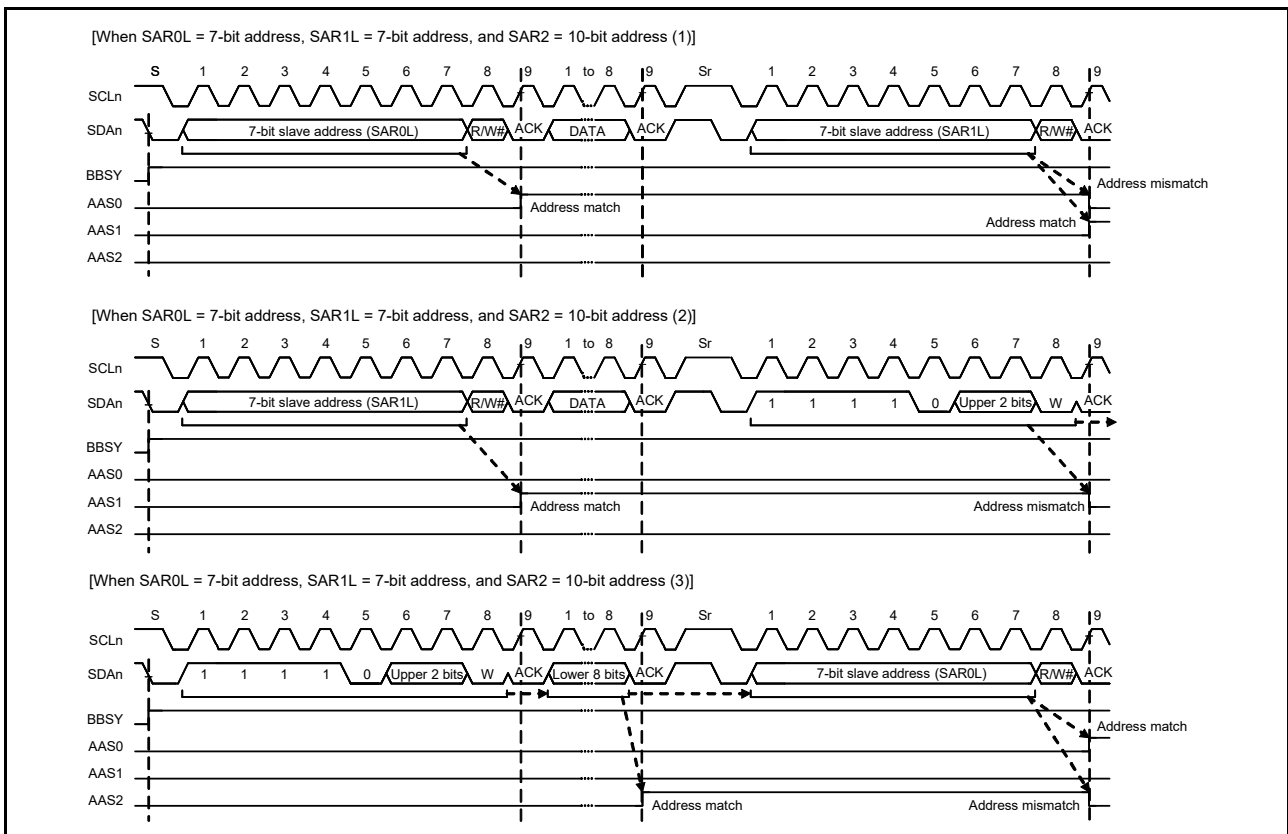 [When SAR0L = 7-bit address, SAR1L = 7-bit address, and SAR2 = 10-bit address (1)]
S 1 2 3 4 5 6 7 8 9 1 to 8 9 Sr 1 2 3 4 5 6 7 8 9
SCLn
SDAn 7-bit slave address (SAR0L) R/W# ACK DATA ACK 7-bit slave address (SAR1L) R/W# ACK
BBSY
Address mismatch
AAS0 Address match
Address match
AAS1
AAS2
[When SAR0L = 7-bit address, SAR1L = 7-bit address, and SAR2 = 10-bit address (2)]
S 1 2 3 4 5 6 7 8 9 1 to 8 9 Sr 1 2 3 4 5 6 7 8 9
SCLn
SDAn 7-bit slave address (SAR1L) R/W# ACK DATA ACK 1 1 1 1 0 Upper 2 bits W ACK
BBSY
AAS0
AAS1 Address match Address mismatch
AAS2
[When SAR0L = 7-bit address, SAR1L = 7-bit address, and SAR2 = 10-bit address (3)]
S 1 2 3 4 5 6 7 8 9 1 to 8 9 Sr 1 2 3 4 5 6 7 8 9
SCLn
SDAn 1 1 1 1 0 Upper 2 bits W ACK Lower 8 bits ACK 7-bit slave address (SAR0L) R/W# ACK
BBSY
Address match
AAS0
AAS1
AAS2 Address match Address mismatch